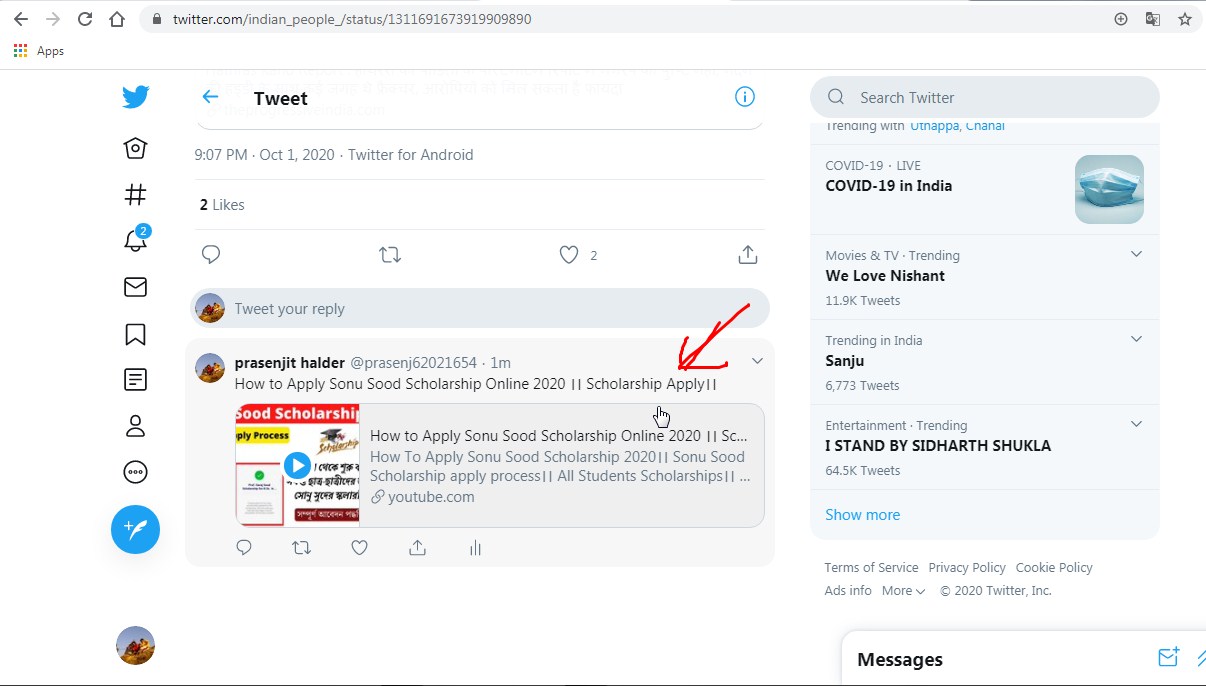 twitter.com/indian_people_/status/1311691673919909890
Apps
Tweet
9:07 PM · Oct 1, 2020 · Twitter for Android
2 Likes
2
Tweet your reply
prasenjit halder @prasenj62021654 · 1m
How to Apply Sonu Sood Scholarship Online 2020 || Scholarship Apply||
Sood Scholarship
ply Process
Scholarship
থেকে শুরু ক
ছাত্র-ছাত্রীদের
সোনু সুদের স্কলারশি
সম্পূর্ণ আবেদন পদ্ধ
How to Apply Sonu Sood Scholarship Online 2020 || Sc...
How To Apply Sonu Sood Scholarship 2020|| Sonu Sood
Scholarship apply process|| All Students Scholarships|| ...
youtube.com
2
Search Twitter
Trending with Uthappa, Chahal
COVID-19 · LIVE
COVID-19 in India
Movies & TV · Trending
We Love Nishant
11.9K Tweets
Trending in India
Sanju
6,773 Tweets
Entertainment · Trending
I STAND BY SIDHARTH SHUKLA
64.5K Tweets
Show more
Terms of Service Privacy Policy Cookie Policy
Ads info More © 2020 Twitter, Inc.
Messages